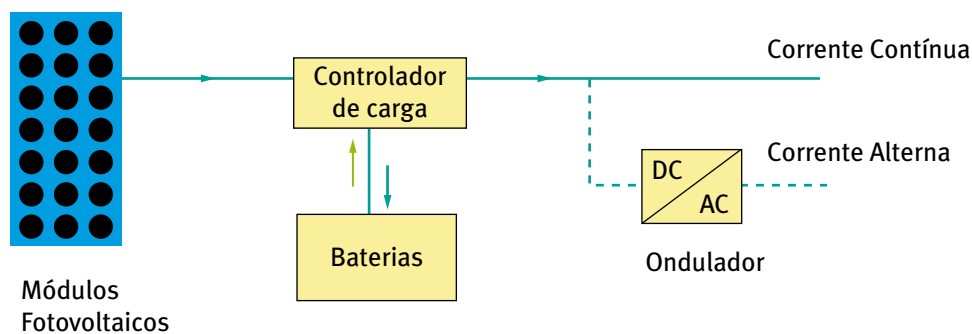 Corrente Contínua
Controlador
de carga
Corrente Alterna
DC
AC
Baterias
Ondulador
Módulos
Fotovoltaicos